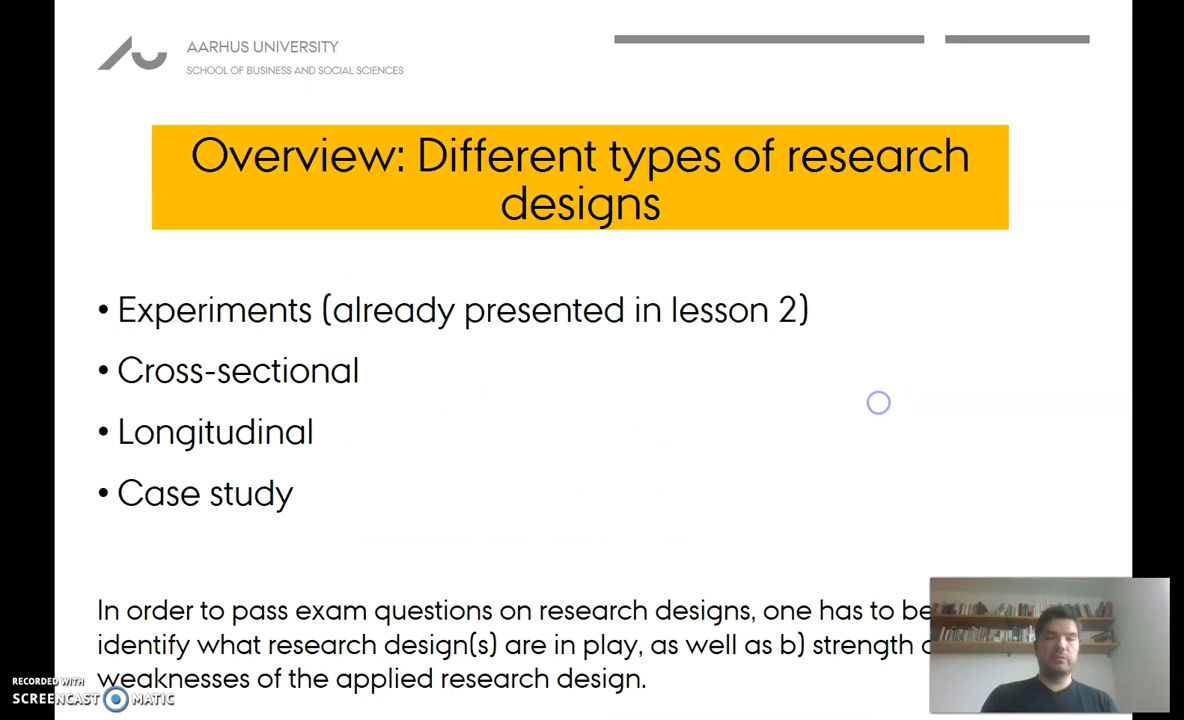 AARHUS UNIVERSITY
SCHOOL OF BUSINESS AND SOCIAL SCIENCES
Overview: Different types of research
designs
• Experiments (already presented in lesson 2)
• Cross-sectional
• Longitudinal
• Case study
In order to pass exam questions on research designs, one has to be
identify what research design(s) are in play, as well as b) strength
weaknesses of the applied research design.
RECORDED WITH
SCREENCAST MATIC